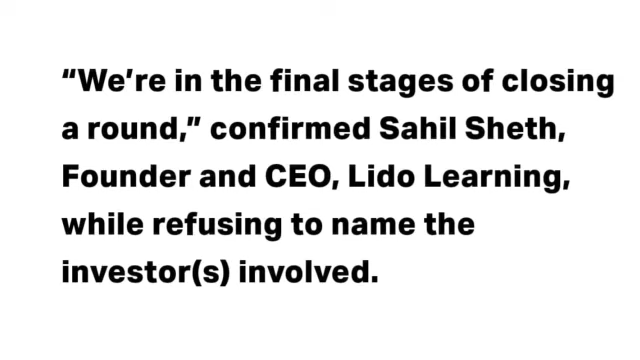 “We’re in the final stages of closing
a round,” confirmed Sahil Sheth,
Founder and CEO, Lido Learning,
while refusing to name the
investor(s) involved.